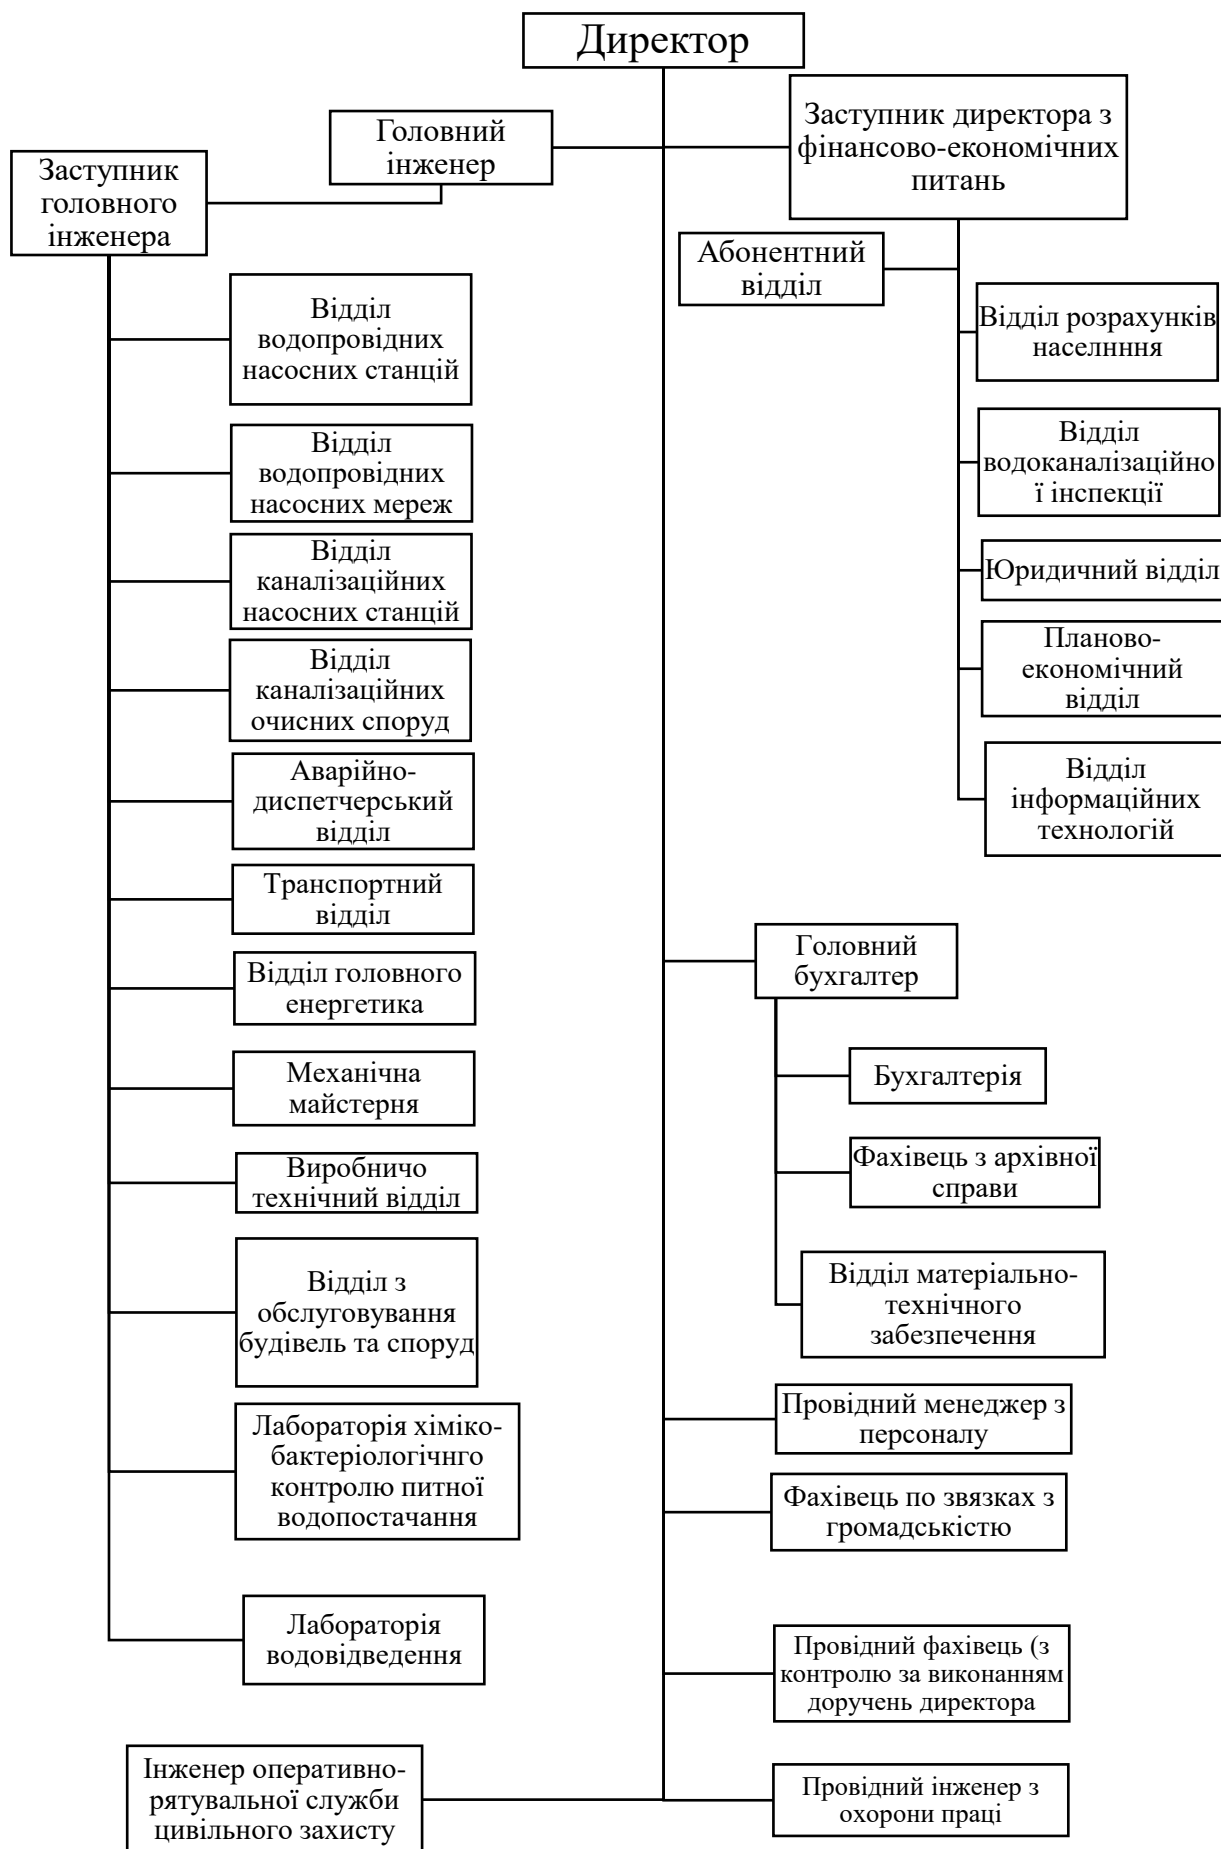 Директор
Головний
інженер
Заступник директора з
фінансово-економічних
питань
Заступник
головного
інженера
Абонентний
відділ
Відділ
водопровідних
насосних станцій
Відділ розрахунків
населнння
Відділ
водопровідних
насосних мереж
Відділ
водоканалізаційно
ї інспекції
Відділ
каналізаційних
насосних станцій
Юридичний відділ
Відділ
каналізаційних
очисних споруд
Планово-
економічний
відділ
Аварійно-
диспетчерський
відділ
Відділ
інформаційних
технологій
Транспортний
відділ
Відділ головного
енергетика
Головний
бухгалтер
Механічна
майстерня
Бухгалтерія
Виробничо
технічний відділ
Фахівець з архівної
справи
Відділ з
обслуговування
будівель та споруд
Відділ матеріально-
технічного
забезпечення
Лабораторія хіміко-
бактеріологічнго
контролю питної
водопостачання
Провідний менеджер з
персоналу
Фахівець по звязках з
громадськістю
Лабораторія
водовідведення
Провідний фахівець (з
контролю за виконанням
доручень директора
Інженер оперативно-
рятувальної служби
цивільного захисту
Провідний інженер з
охорони праці